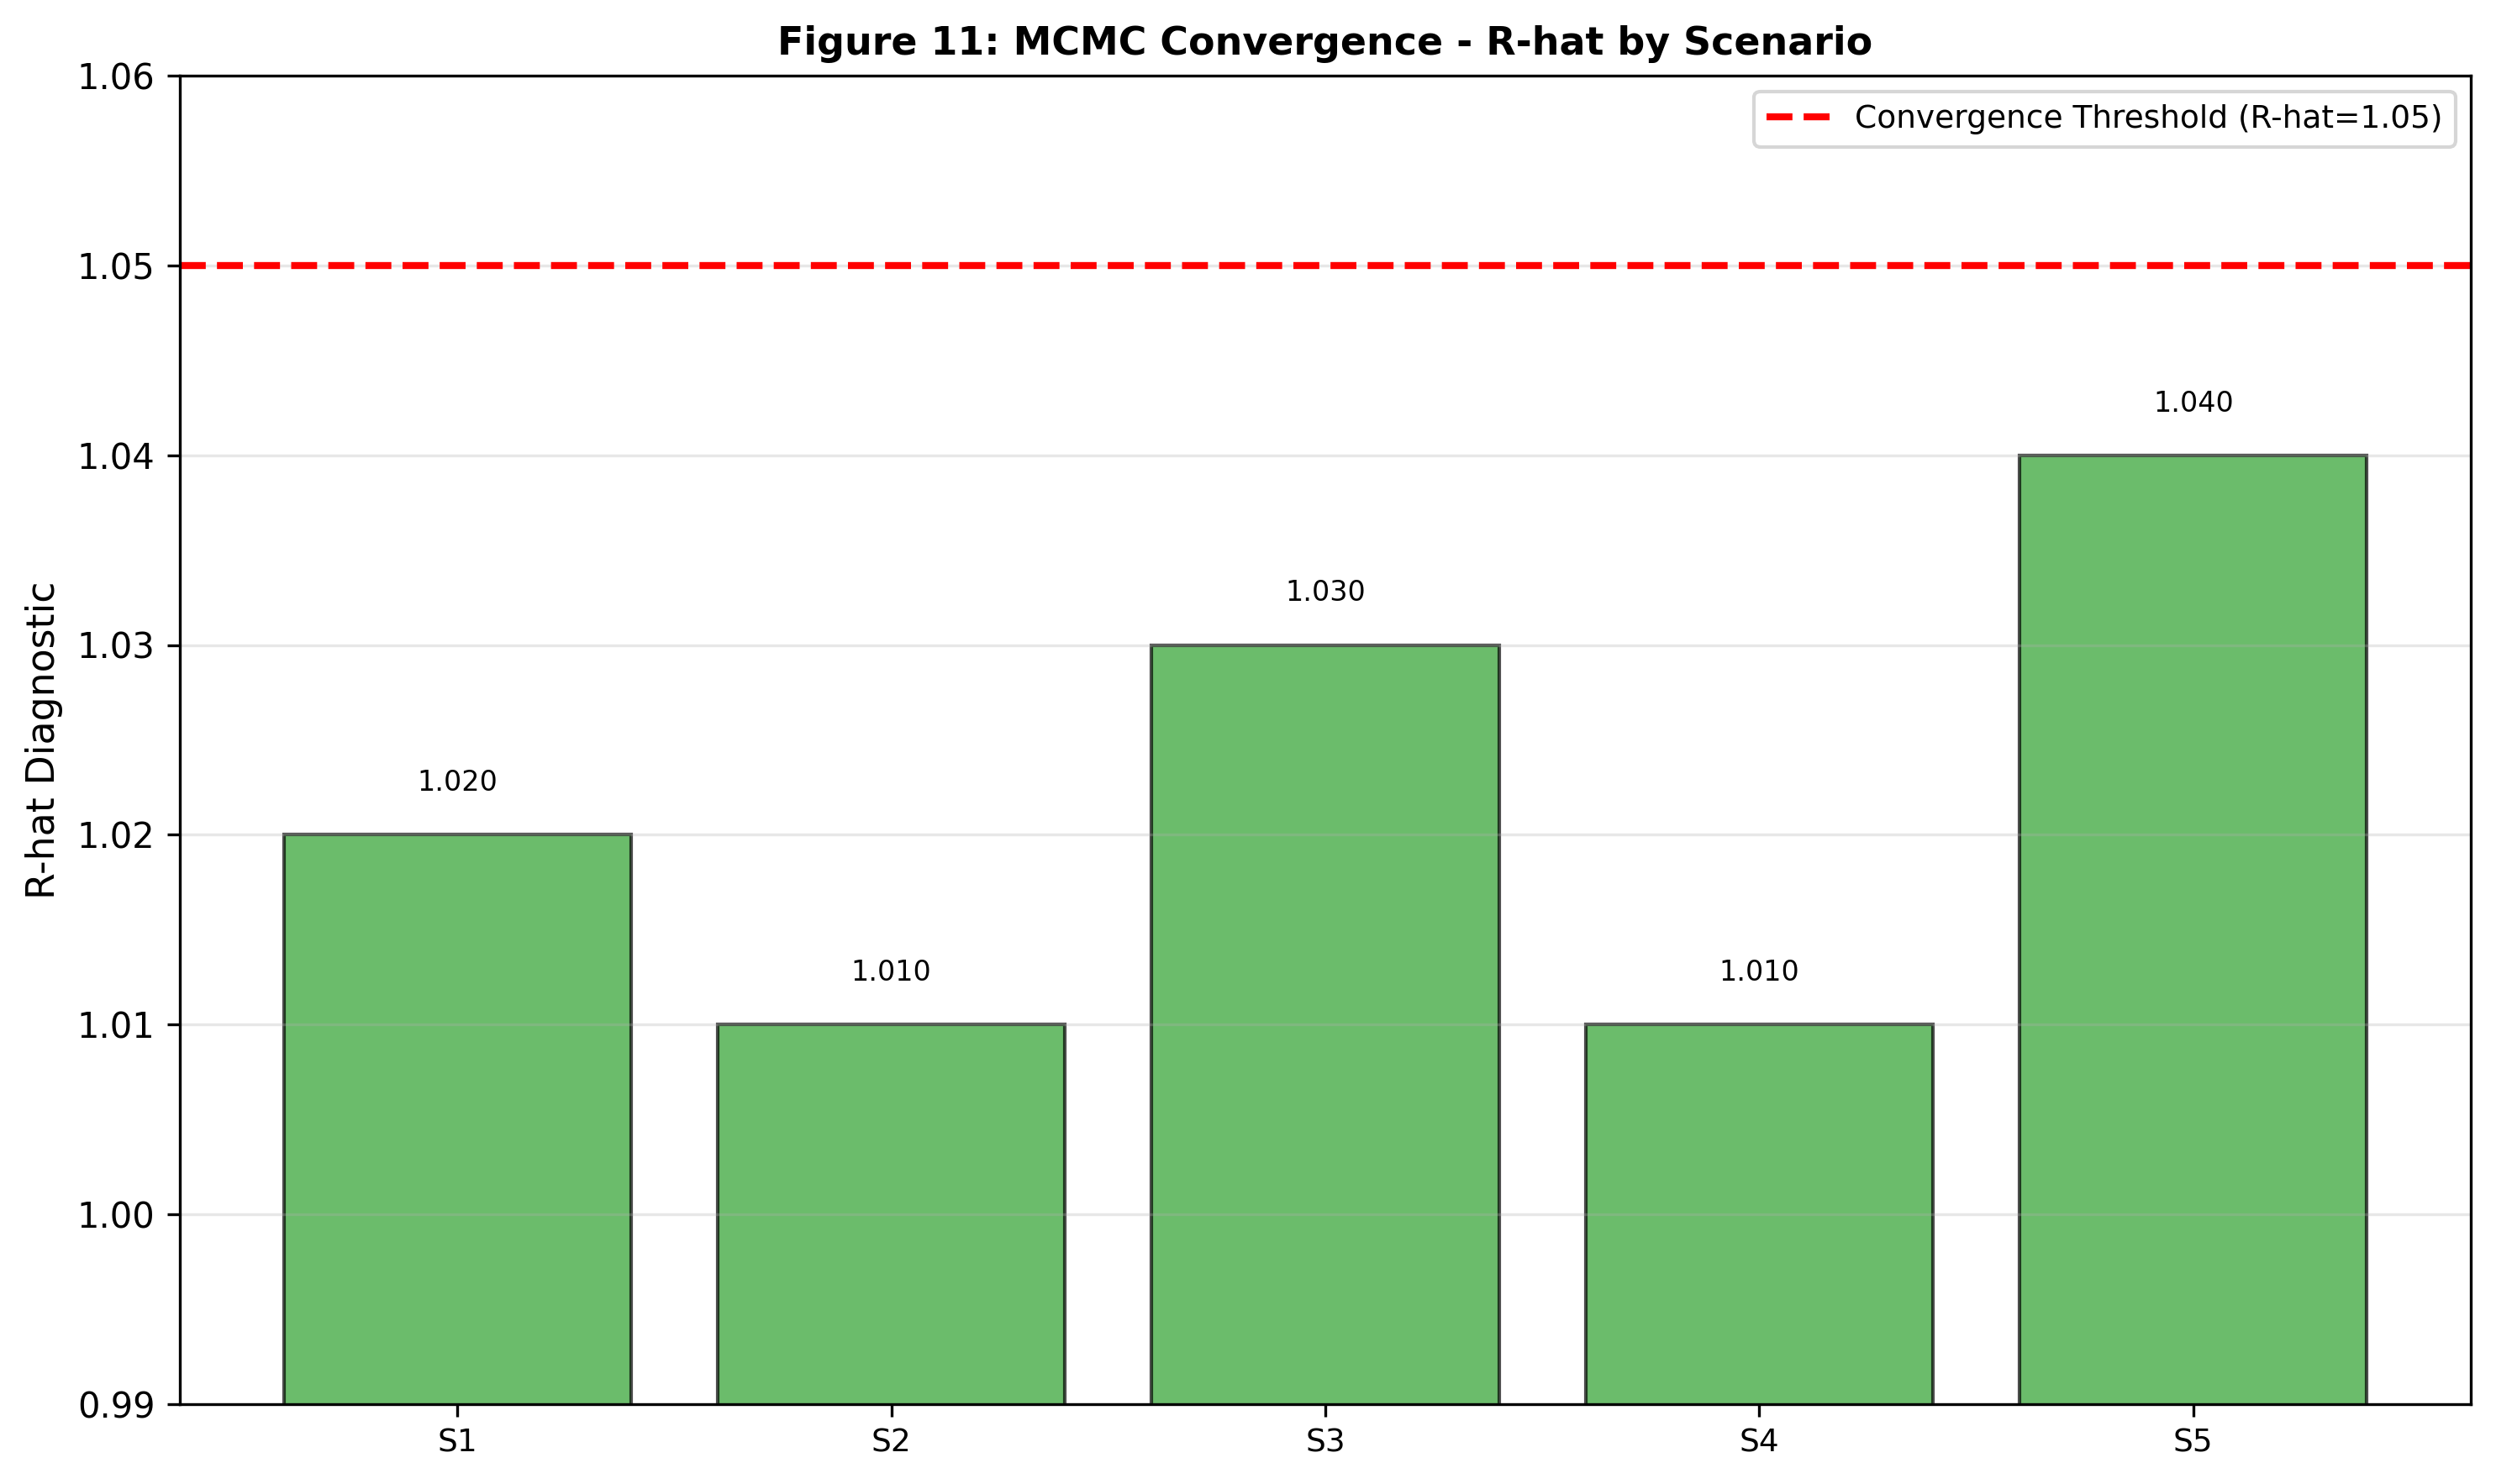 Figure 11: MCMC Convergence - R-hat by Scenario
Convergence Threshold (R-hat=1.05)
R-hat Diagnostic
1.06
1.05
1.04
1.03
1.02
1.01
1.00
0.99
1.020
1.010
1.030
1.010
1.040
S1
S2
S3
S4
S5